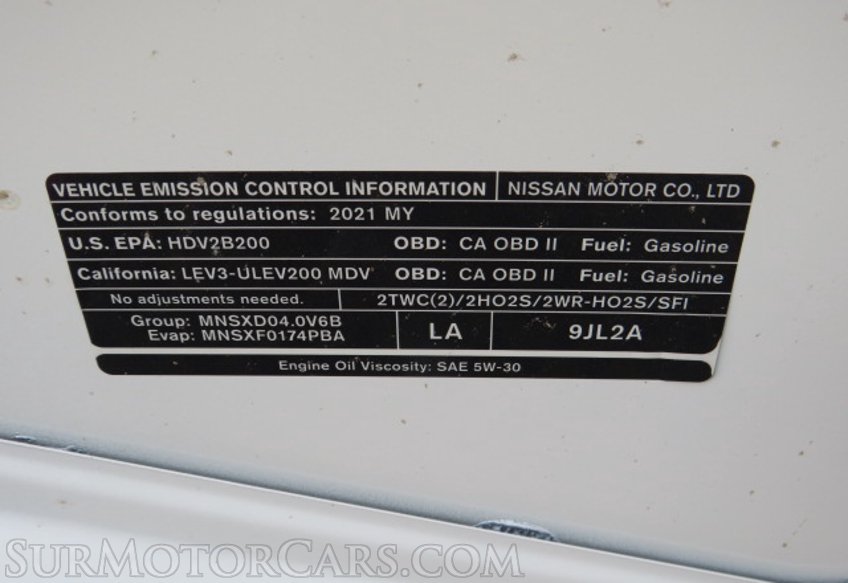 VEHICLE EMISSION CONTROL INFORMATION NISSAN MOTOR CO., LTD
Conforms to regulations: 2021 MY
U.S. EPA: HDV2B200 OBD: CA OBD II Fuel: Gasoline
California: LEV3-ULEV200 MDV OBD: CA OBD II Fuel: Gasoline
No adjustments needed. 2TWC(2)/2HO2S/2WR-HO2S/SFI
Group: MNSXD04.0V6B
Evap: MNSXF0174PBA
LA
9JL2A
Engine Oil Viscosity: SAE 5W-30
SurMotorCars.com